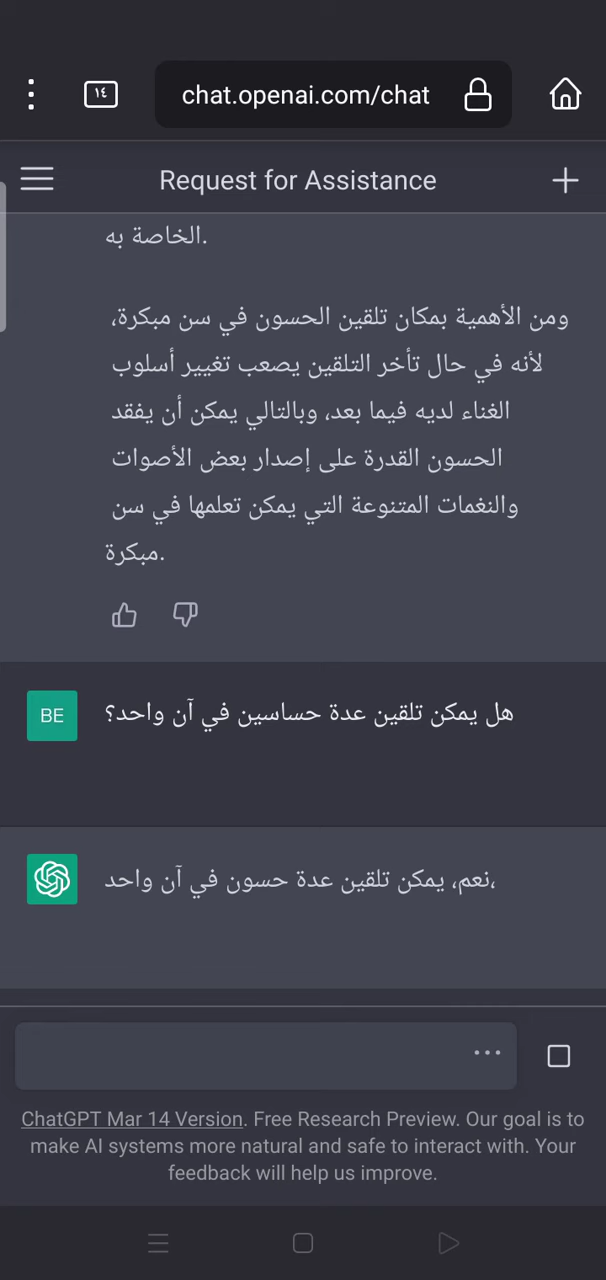 ١٤
chat.openai.com/chat
Request for Assistance
الخاصة به.
ومن الأهمية بمكان تلقين الحسون في سن مبكرة،
لأنه في حال تأخر التلقين يصعب تغيير أسلوب
الغناء لديه فيما بعد، وبالتالي يمكن أن يفقد
الحسون القدرة على إصدار بعض الأصوات
والنغمات المتنوعة التي يمكن تعلمها في سن
مبكرة.
BE
هل يمكن تلقين عدة حساسين في آن واحد؟
نعم، يمكن تلقين عدة حسون في آن واحد،
ChatGPT Mar 14 Version. Free Research Preview. Our goal is to
make AI systems more natural and safe to interact with. Your
feedback will help us improve.